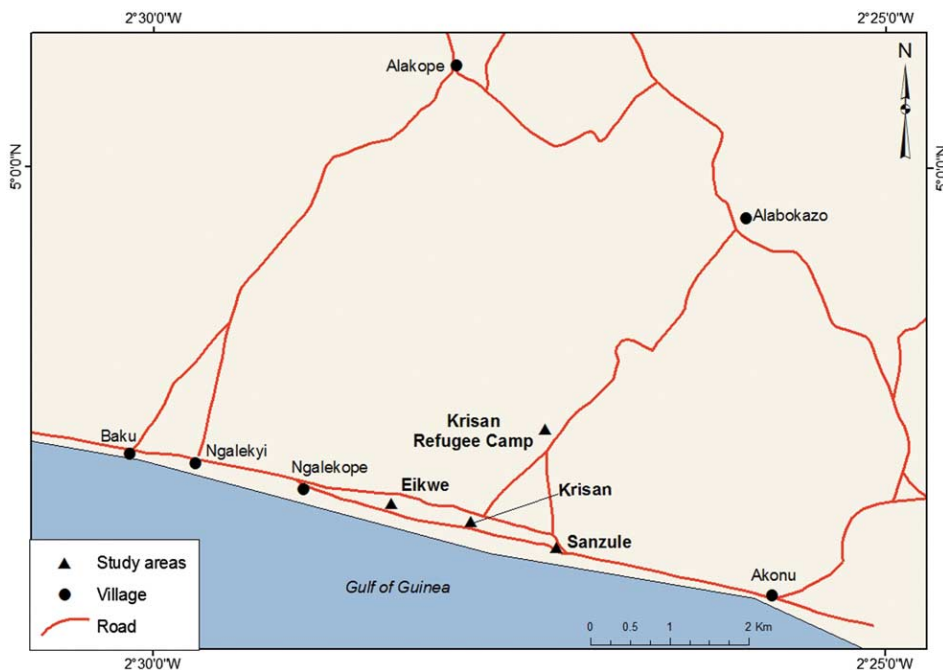 2°30'0"W
2°25'0"W
N
Alakope
5°0'0"N
5°0'0"N
Alabokazo
Krisan
Refugee Camp
Baku
Ngalekyi
Ngalekope
Eikwe
Krisan
Sanzule
Akonu
Gulf of Guinea
Study areas
Village
Road
0 0.5 1 2 Km
2°30'0"W
2°25'0"W